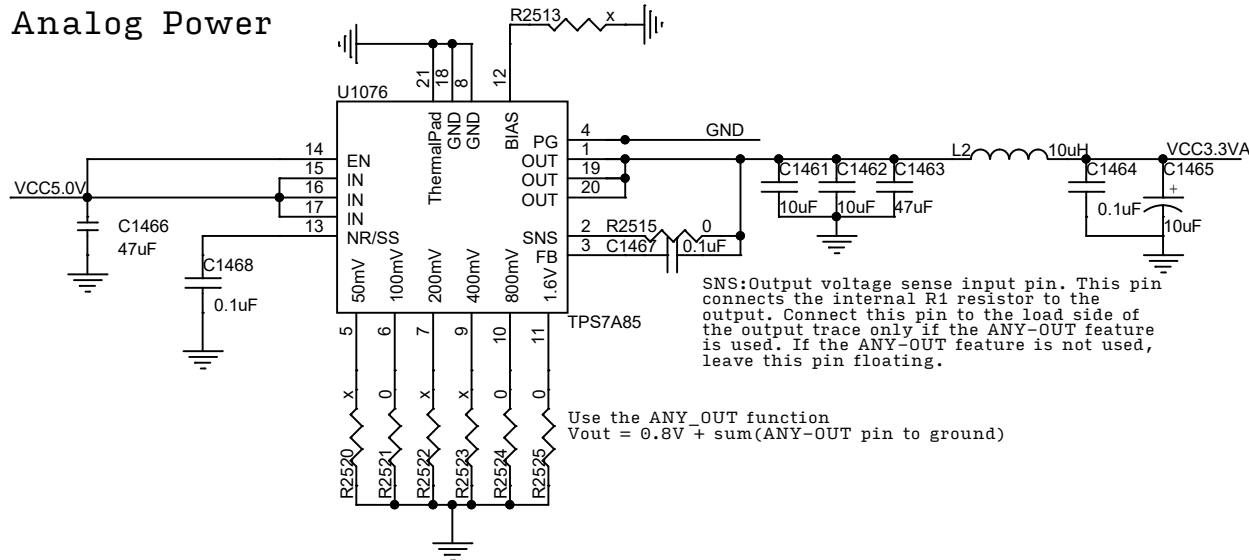 Analog Power
R2513
x
21
18
8
12
U1076
ThermalPad
GND
GND
BIAS
PG
4
GND
14
EN
OUT
1
L2
10uH
VCC3.3VA
15
IN
OUT
19
C1461
C1462
C1463
C1464
C1465
VCC5.0V
16
IN
OUT
20
+
17
IN
10uF
10uF
47uF
0.1uF
10uF
C1466
47uF
13
NR/SS
SNS
2
R2515
0
FB
3
C1467
0.1uF
C1468
0.1uF
50mV
100mV
200mV
400mV
800mV
1.6V
TPS7A85
SNS:Output voltage sense input pin. This pin
connects the internal R1 resistor to the
output. Connect this pin to the load side of
the output trace only if the ANY-OUT feature
is used. If the ANY-OUT feature is not used,
leave this pin floating.
5
6
7
9
10
11
x
0
x
x
0
0
Use the ANY_OUT function
Vout = 0.8V + sum(ANY-OUT pin to ground)
R2520
R2521
R2522
R2523
R2524
R2525